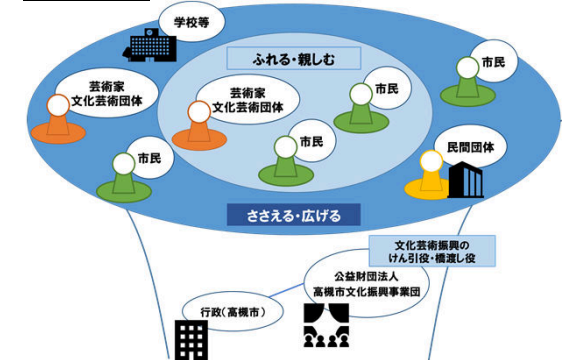 学校等
ふれる・親しむ
市民
芸術家
文化芸術団体
芸術家
文化芸術団体
市民
市民
市民
民間団体
ささえる・広げる
文化芸術振興の
けん引役・橋渡し役
公益財団法人
高槻市文化振興事業団
行政(高槻市)